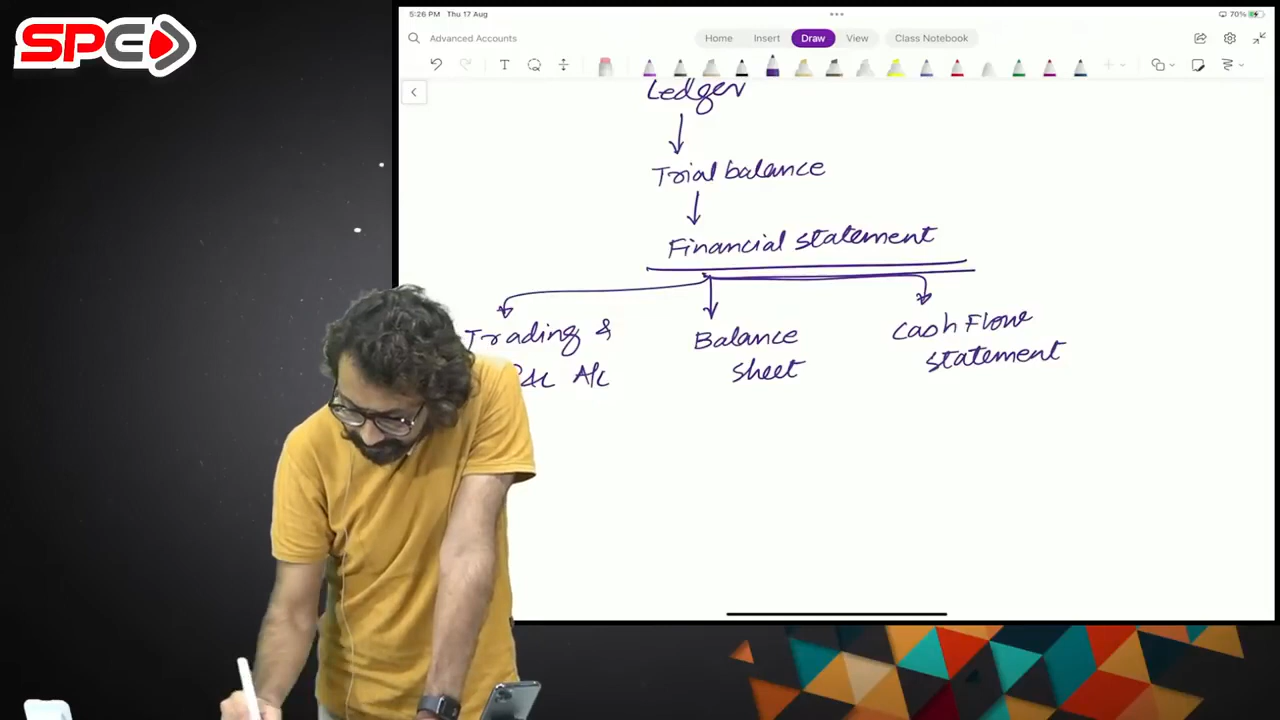 SPE
5:26 PM Thu 17 Aug
70%
Advanced Accounts
Home Insert Draw View Class Notebook
Ledger
Trial balance
Financial statement
Trading &
A/c
Balance
sheet
Cash Flow
statement